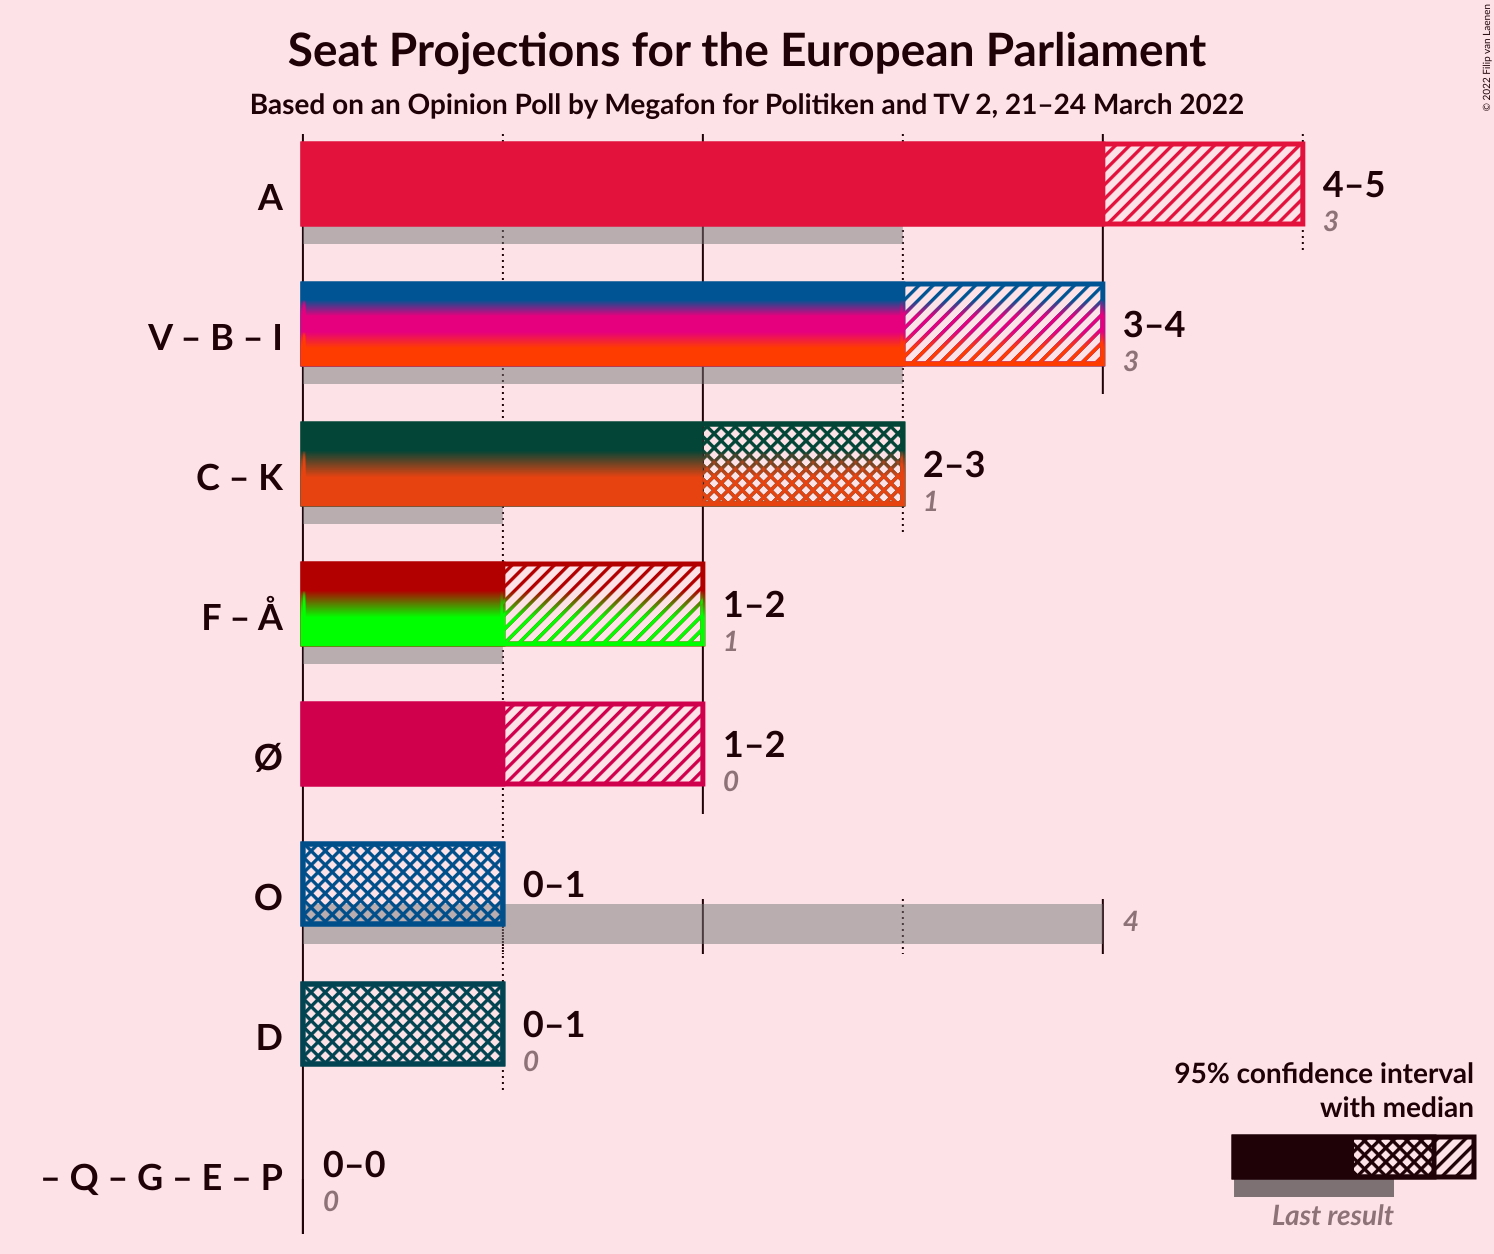 Seat Projections for the European Parliament
Based on an Opinion Poll by Megafon for Politiken and TV 2, 21–24 March 2022
© 2022 Filip van Laenen
A
4–5
3
V – B – I
3–4
3
C – K
2–3
1
F – Å
1–2
1
Ø
1–2
0
O
0–1
4
D
0–1
0
– Q – G – E – P
0–0
0
95% confidence interval
with median
Last result